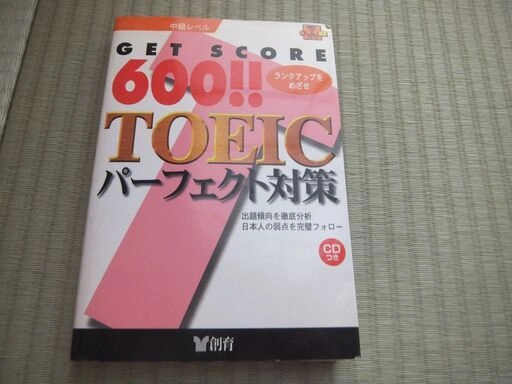 中級レベル
GET SCORE
600!!
ランクアップを
めざせ
TOEIC
パーフェクト対策
出題傾向を徹底分析
日本人の弱点を完璧フォロー
CD
つき
創育